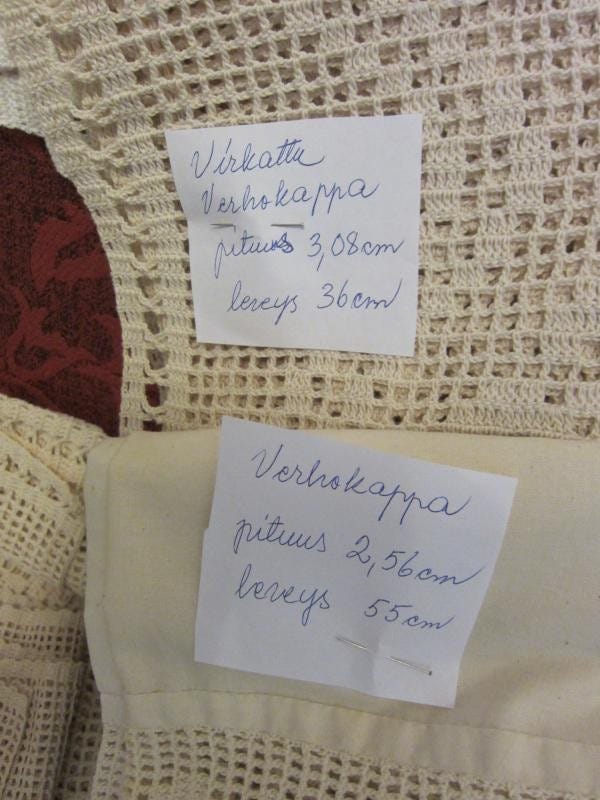 Virkattu
Verhokappa
pituus 3,08cm
leveys 36cm
Verhokappa
pituus 2,56cm
leveys 55cm